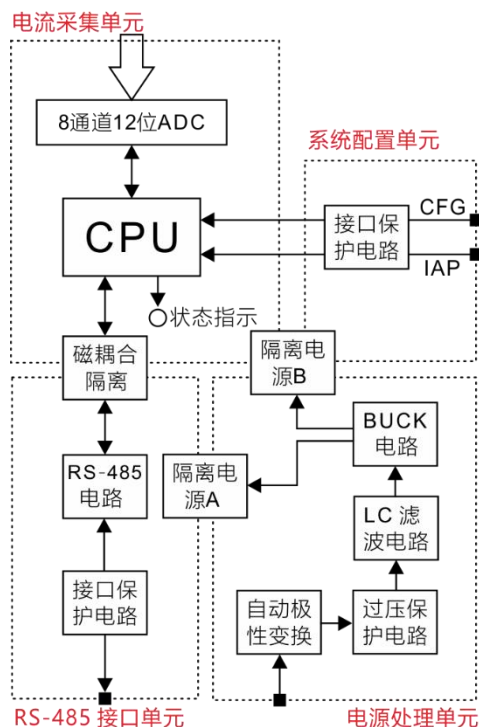 电流采集单元
8通道12位ADC
系统配置单元
CPU
接口保
护电路
CFG
IAP
状态指示
磁耦合
隔离
隔离电
源B
BUCK
电路
RS-485
电路
隔离电
源A
LC 滤
波电路
接口保
护电路
自动极
性变换
过压保
护电路
RS-485 接口单元
电源处理单元